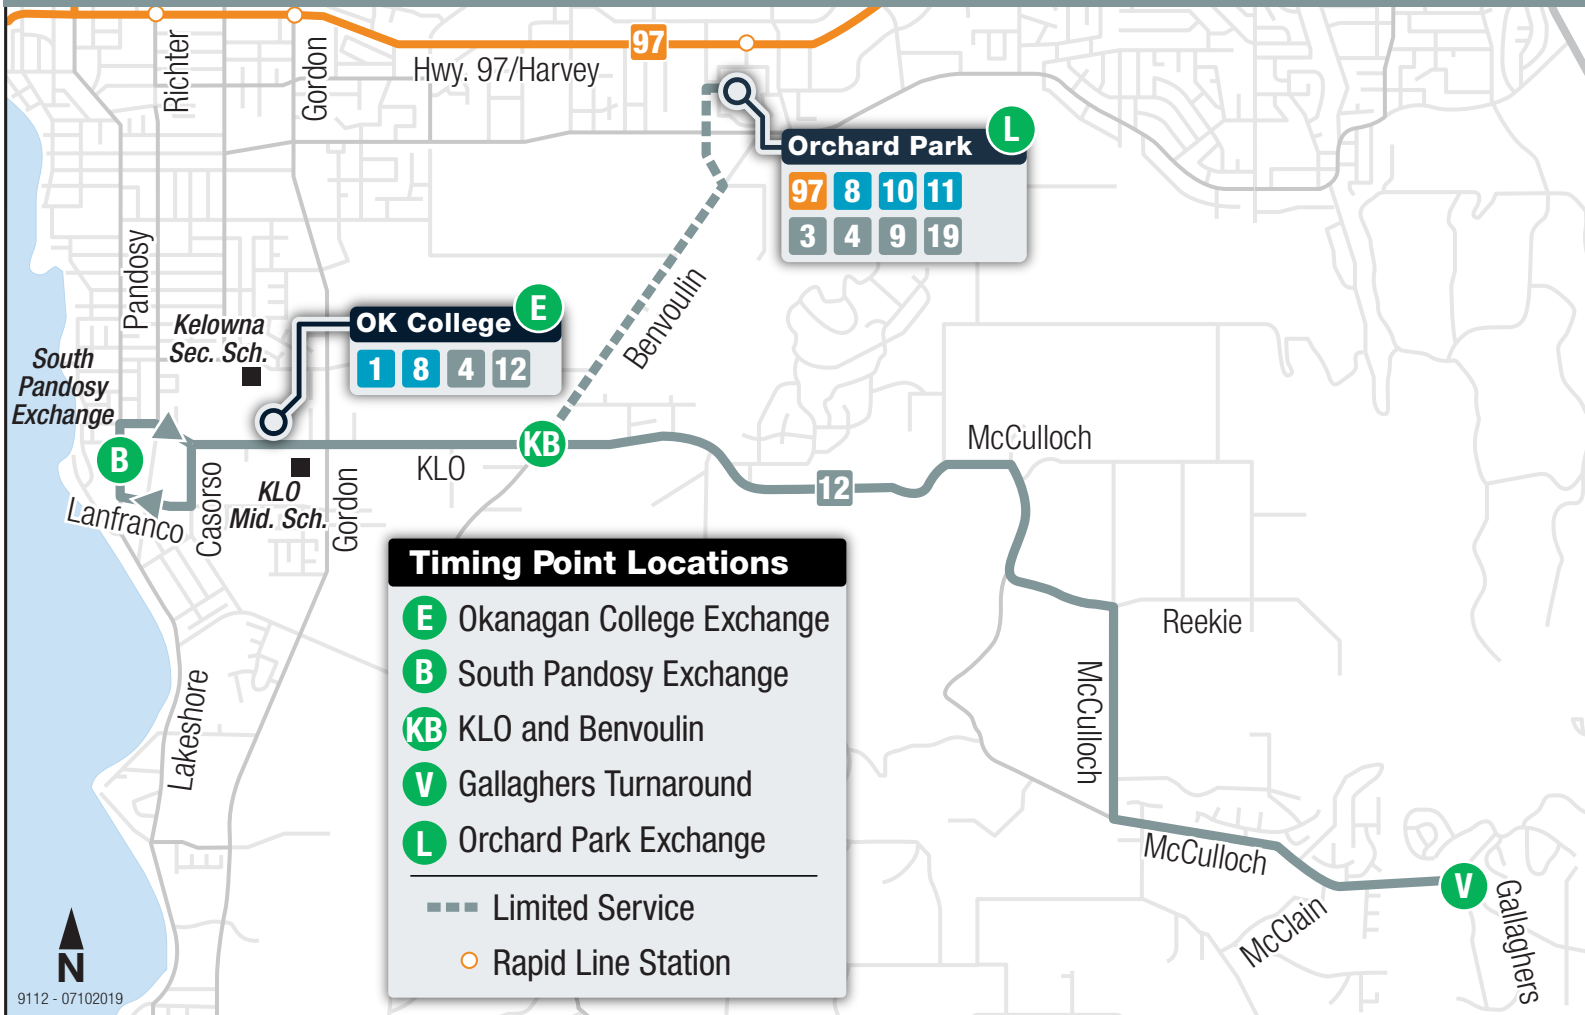 97
Hwy. 97/Harvey
Richter
Gordon
Orchard Park
L
97 8 10 11
3 4 9 19
Pandosy
Benvoulin
Kelowna
Sec. Sch.
OK College
E
1 8 4 12
South
Pandosy
Exchange
B
KB
KLO
McCulloch
12
Lanfranco
Casorso
KLO
Mid. Sch.
Gordon
Timing Point Locations
E Okanagan College Exchange
B South Pandosy Exchange
KB KLO and Benvoulin
V Gallaghers Turnaround
L Orchard Park Exchange
Limited Service
Rapid Line Station
Reekie
McCulloch
Lakeshore
McCulloch
V
McClain
Gallaghers
N
9112 - 07102019